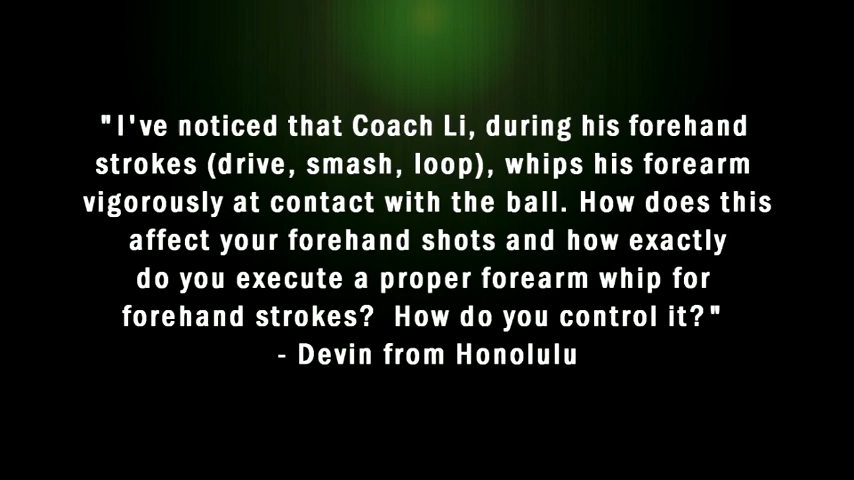 "I've noticed that Coach Li, during his forehand
strokes (drive, smash, loop), whips his forearm
vigorously at contact with the ball. How does this
affect your forehand shots and how exactly
do you execute a proper forearm whip for
forehand strokes?  How do you control it?"
- Devin from Honolulu